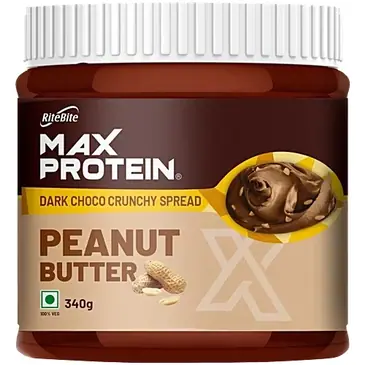 RiteBite
MAX
PROTEIN®
DARK CHOCO CRUNCHY SPREAD
PEANUT
BUTTER
340g
100% VEG